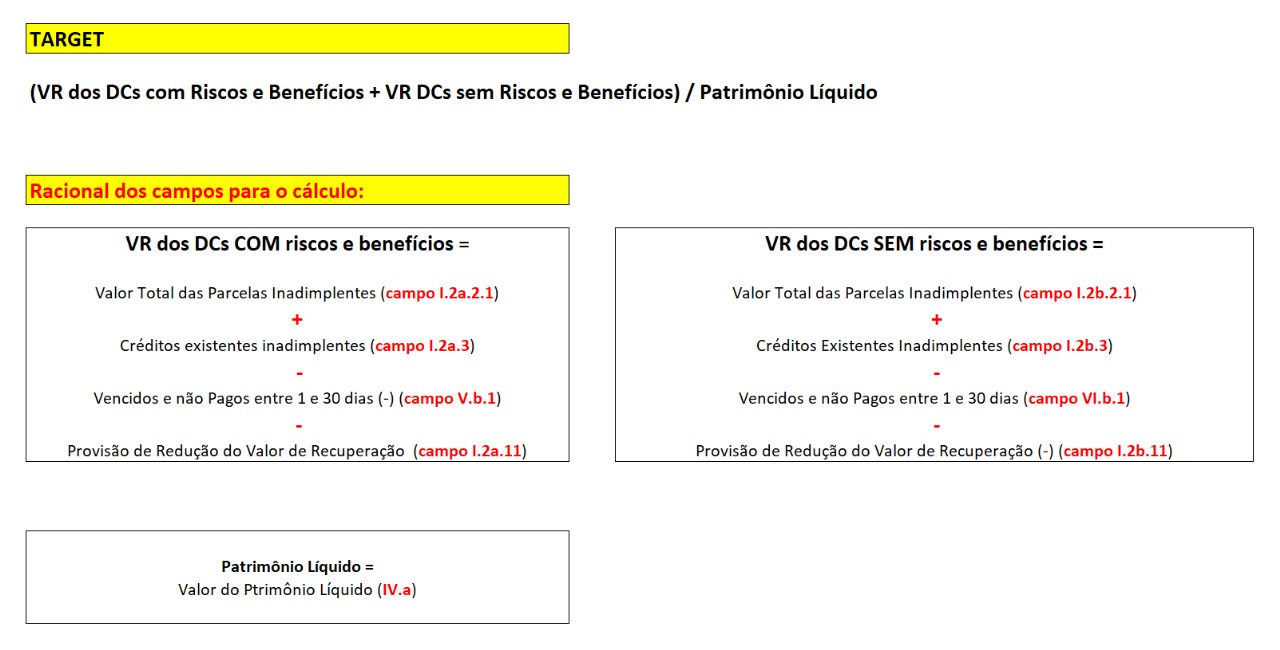 TARGET
(VR dos DCs com Riscos e Benefícios + VR DCs sem Riscos e Benefícios) / Patrimônio Líquido
Racional dos campos para o cálculo:
VR dos DCs COM riscos e benefícios =
Valor Total das Parcelas Inadimplentes (campo I.2a.2.1)
+
Créditos existentes inadimplentes (campo I.2a.3)
-
Vencidos e não Pagos entre 1 e 30 dias (-) (campo V.b.1)
-
Provisão de Redução do Valor de Recuperação (campo I.2a.11)
VR dos DCs SEM riscos e benefícios =
Valor Total das Parcelas Inadimplentes (campo I.2b.2.1)
+
Créditos Existentes Inadimplentes (campo I.2b.3)
-
Vencidos e não Pagos entre 1 e 30 dias (campo VI.b.1)
-
Provisão de Redução do Valor de Recuperação (-) (campo I.2b.11)
Patrimônio Líquido =
Valor do Ptrimônio Líquido (IV.a)